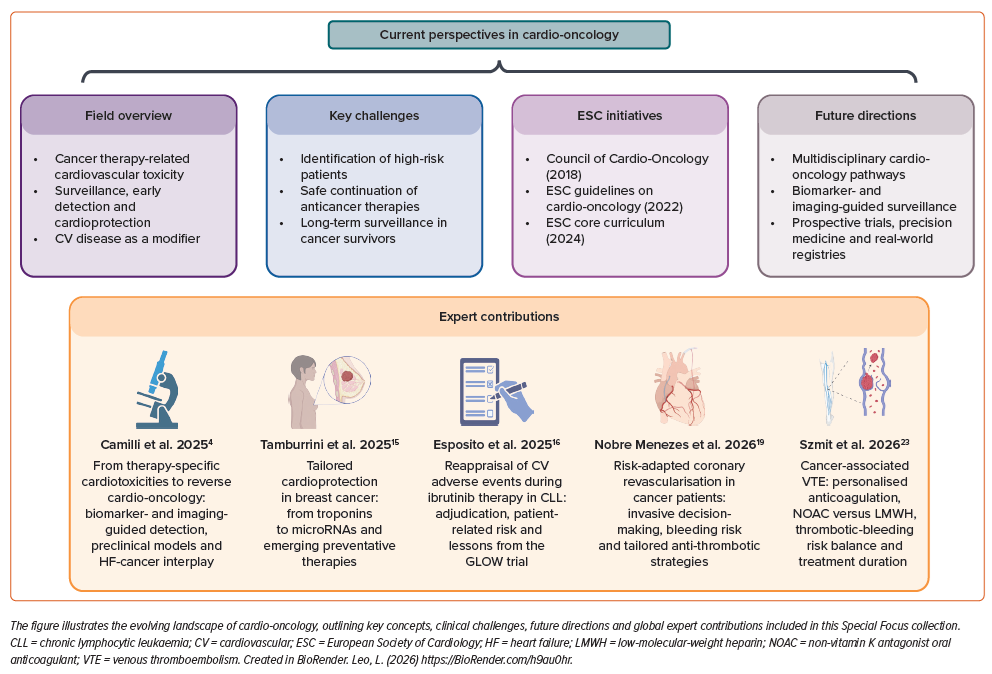 Current perspectives in cardio-oncology
Field overview
• Cancer therapy-related
cardiovascular toxicity
• Surveillance, early
detection and
cardioprotection
• CV disease as a modifier
Key challenges
• Identification of high-risk
patients
• Safe continuation of
anticancer therapies
• Long-term surveillance in
cancer survivors
ESC initiatives
• Council of Cardio-Oncology
(2018)
• ESC guidelines on
cardio-oncology (2022)
• ESC core curriculum
(2024)
Future directions
• Multidisciplinary cardio-
oncology pathways
• Biomarker- and
imaging-guided surveillance
• Prospective trials, precision
medicine and real-world
registries
Expert contributions
Camilli et al. 2025⁴
From therapy-specific
cardiotoxicities to reverse
cardio-oncology:
biomarker- and imaging-
guided detection,
preclinical models and
HF-cancer interplay
Tamburrini et al. 2025¹⁵
Tailored
cardioprotection
in breast cancer:
from troponins
to microRNAs and
emerging preventative
therapies
Esposito et al. 2025¹⁶
Reappraisal of CV
adverse events during
ibrutinib therapy in CLL:
adjudication, patient-
related risk and
lessons from the
GLOW trial
Nobre Menezes et al. 2026¹⁹
Risk-adapted coronary
revascularisation in
cancer patients:
invasive decision-
making, bleeding risk
and tailored anti-thrombotic
strategies
Szmit et al. 2026²³
Cancer-associated
VTE: personalised
anticoagulation,
NOAC versus LMWH,
thrombotic-bleeding
risk balance and
treatment duration
The figure illustrates the evolving landscape of cardio-oncology, outlining key concepts, clinical challenges, future directions and global expert contributions included in this Special Focus collection.
CLL = chronic lymphocytic leukaemia; CV = cardiovascular; ESC = European Society of Cardiology; HF = heart failure; LMWH = low-molecular-weight heparin; NOAC = non-vitamin K antagonist oral
anticoagulant; VTE = venous thromboembolism. Created in BioRender. Leo, L. (2026) https://BioRender.com/h9au0hr.